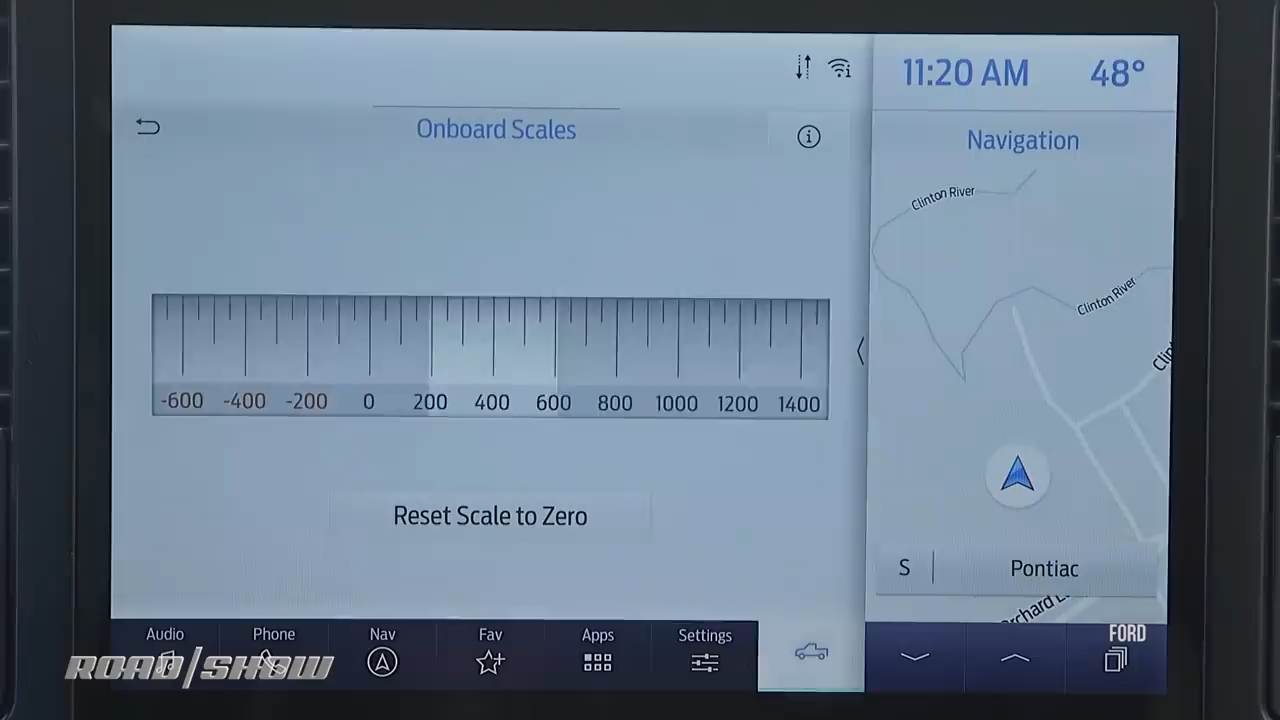 11:20 AM 48°
Onboard Scales
Navigation
Clinton River
Clinton River
-600 -400 -200 0 200 400 600 800 1000 1200 1400
Reset Scale to Zero
S Pontiac
Audio Phone Nav Fav Apps Settings
FORD
ROAD/SHOW